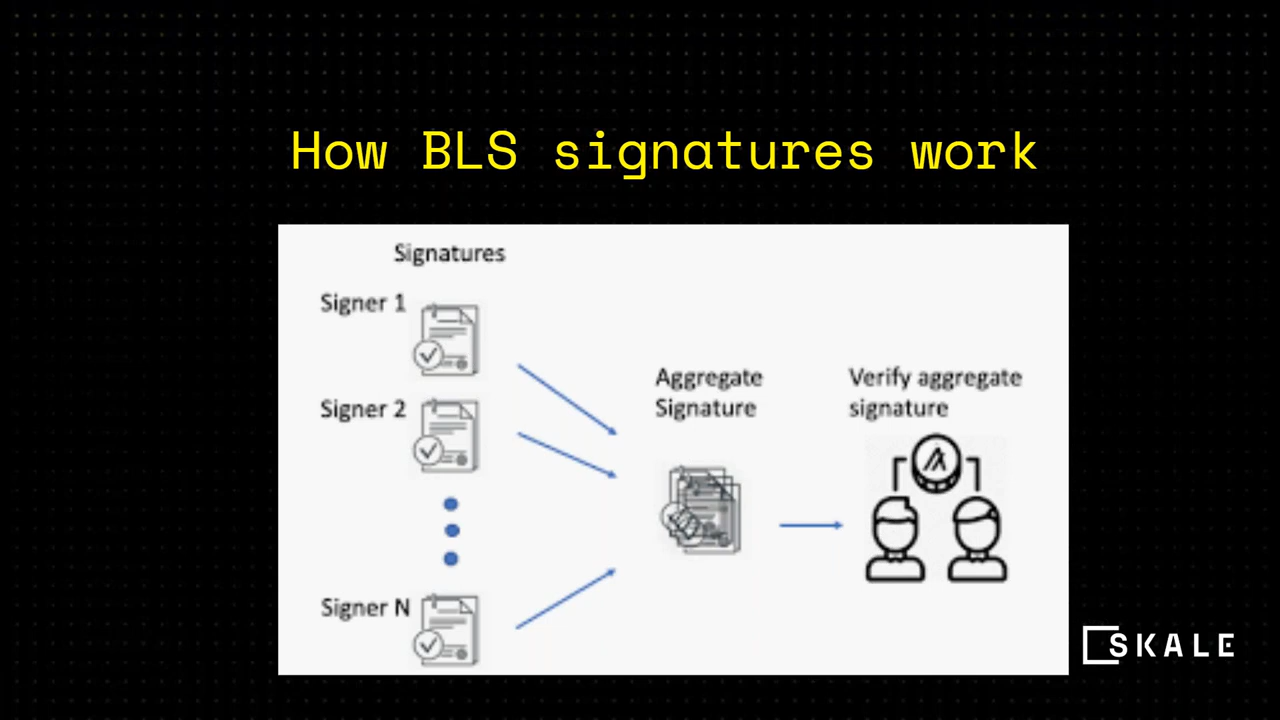 How BLS signatures work
Signatures
Signer 1
Signer 2
Signer N
Aggregate
Signature
Verify aggregate
signature
SKALE